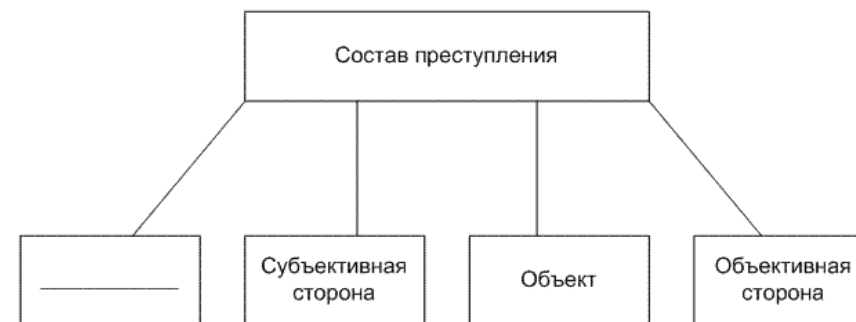 Состав преступления
Субъективная
сторона
Объект
Объективная
сторона